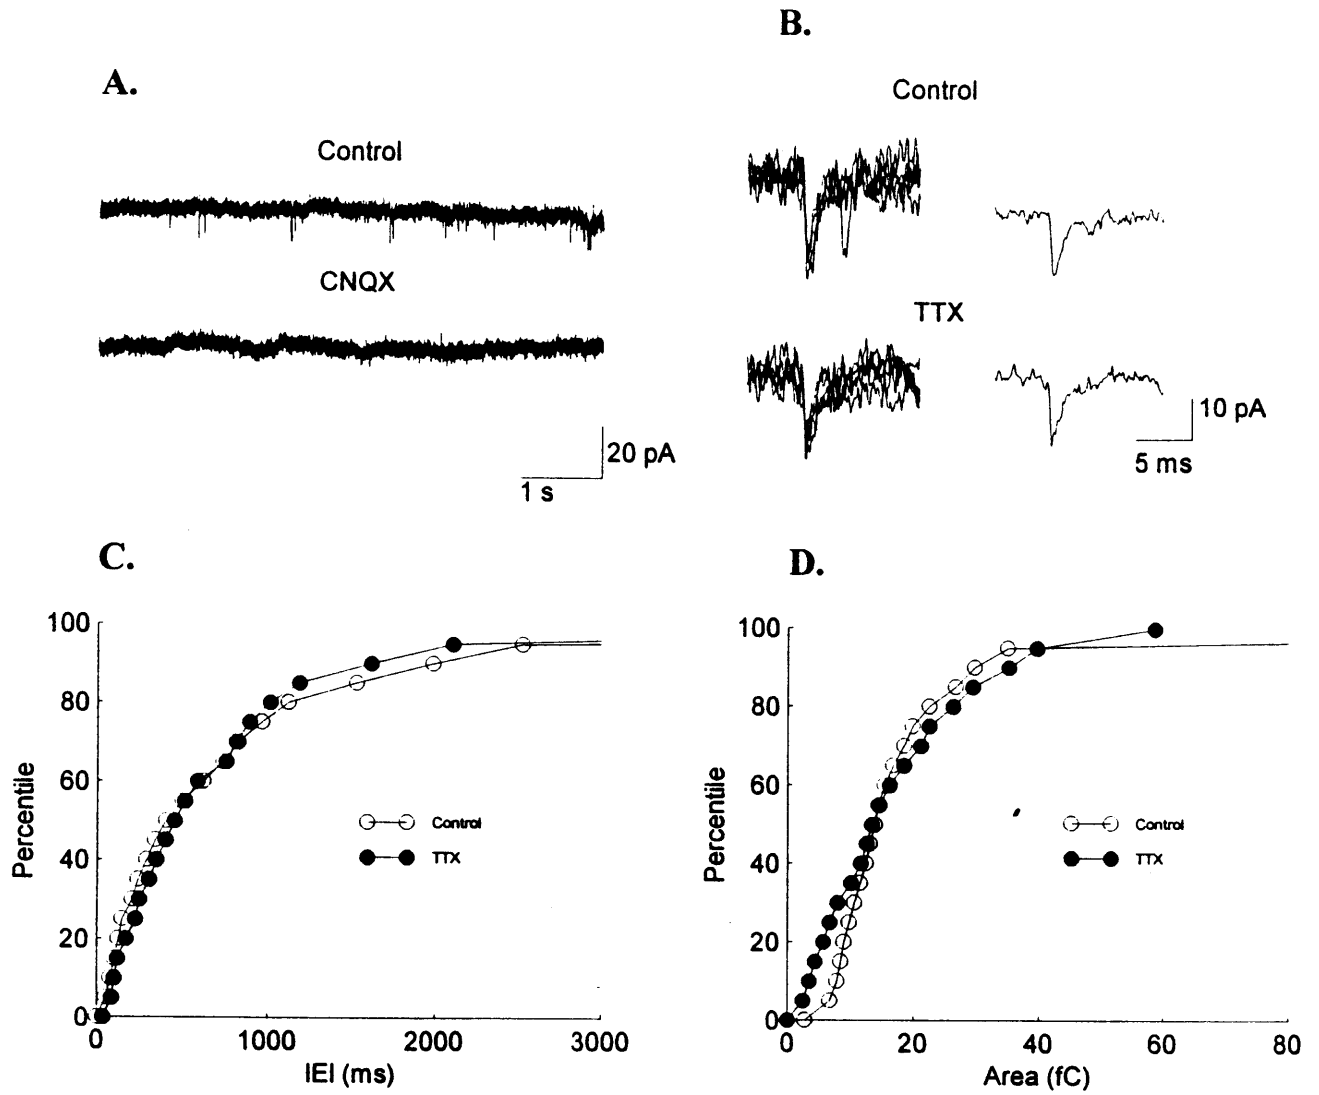 A.
Control
CNQX
20 pA
1 s
B.
Control
TTX
10 pA
5 ms
C.
100
80
60
40
20
0
Percentile
Control
TTX
0 1000 2000 3000
IEI (ms)
D.
100
80
60
40
20
0
Percentile
Control
TTX
0 20 40 60 80
Area (fC)